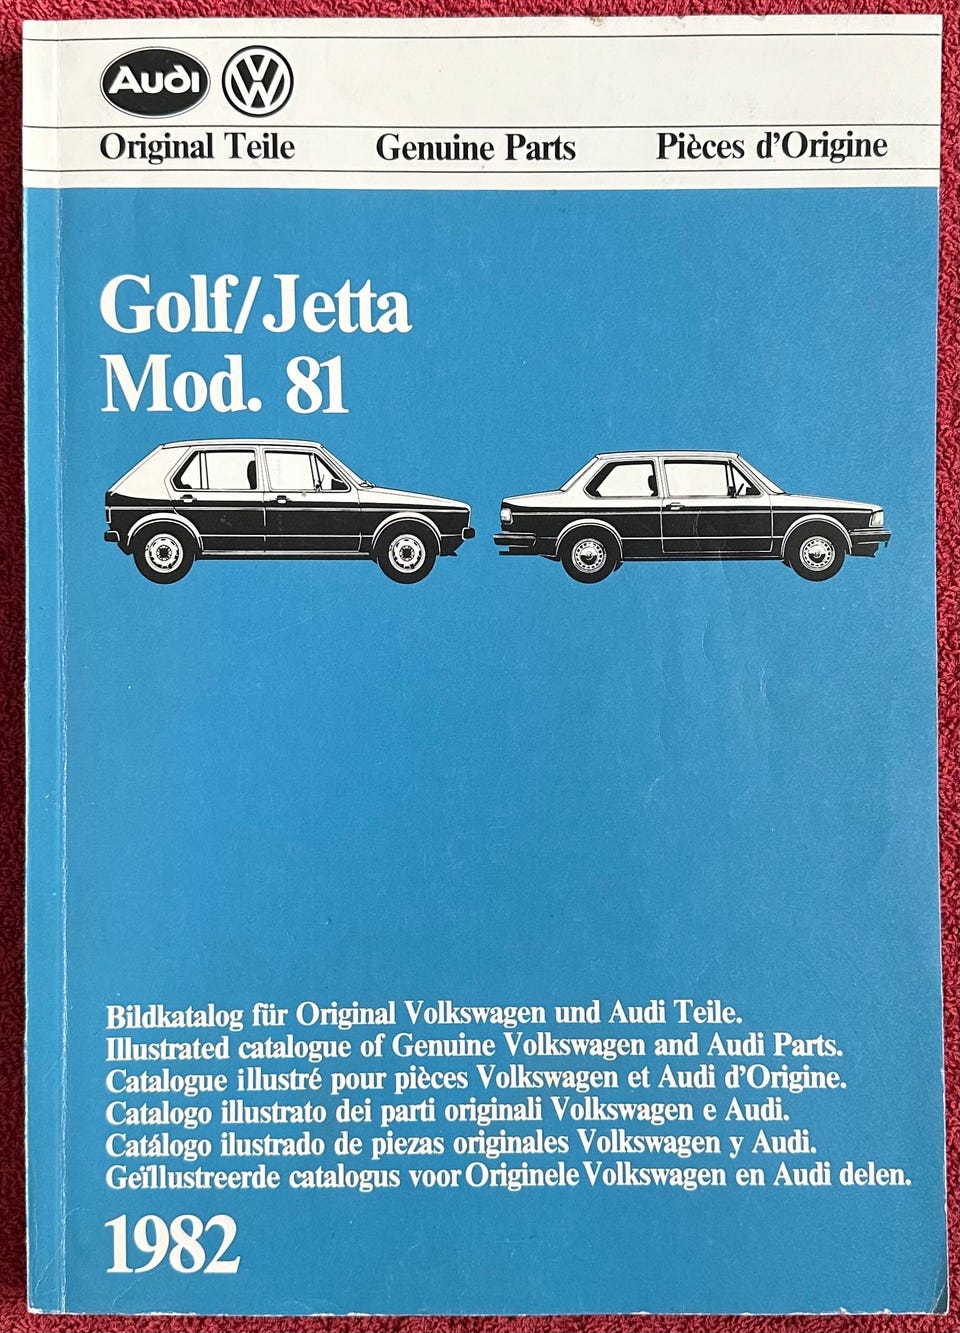 Audi VW
Original Teile Genuine Parts Pièces d'Origine
Golf/Jetta
Mod. 81
Bildkatalog für Original Volkswagen und Audi Teile.
Illustrated catalogue of Genuine Volkswagen and Audi Parts.
Catalogue illustré pour pièces Volkswagen et Audi d'Origine.
Catalogo illustrato dei parti originali Volkswagen e Audi.
Catálogo ilustrado de piezas originales Volkswagen y Audi.
Geïllustreerde catalogus voor Originele Volkswagen en Audi delen.
1982